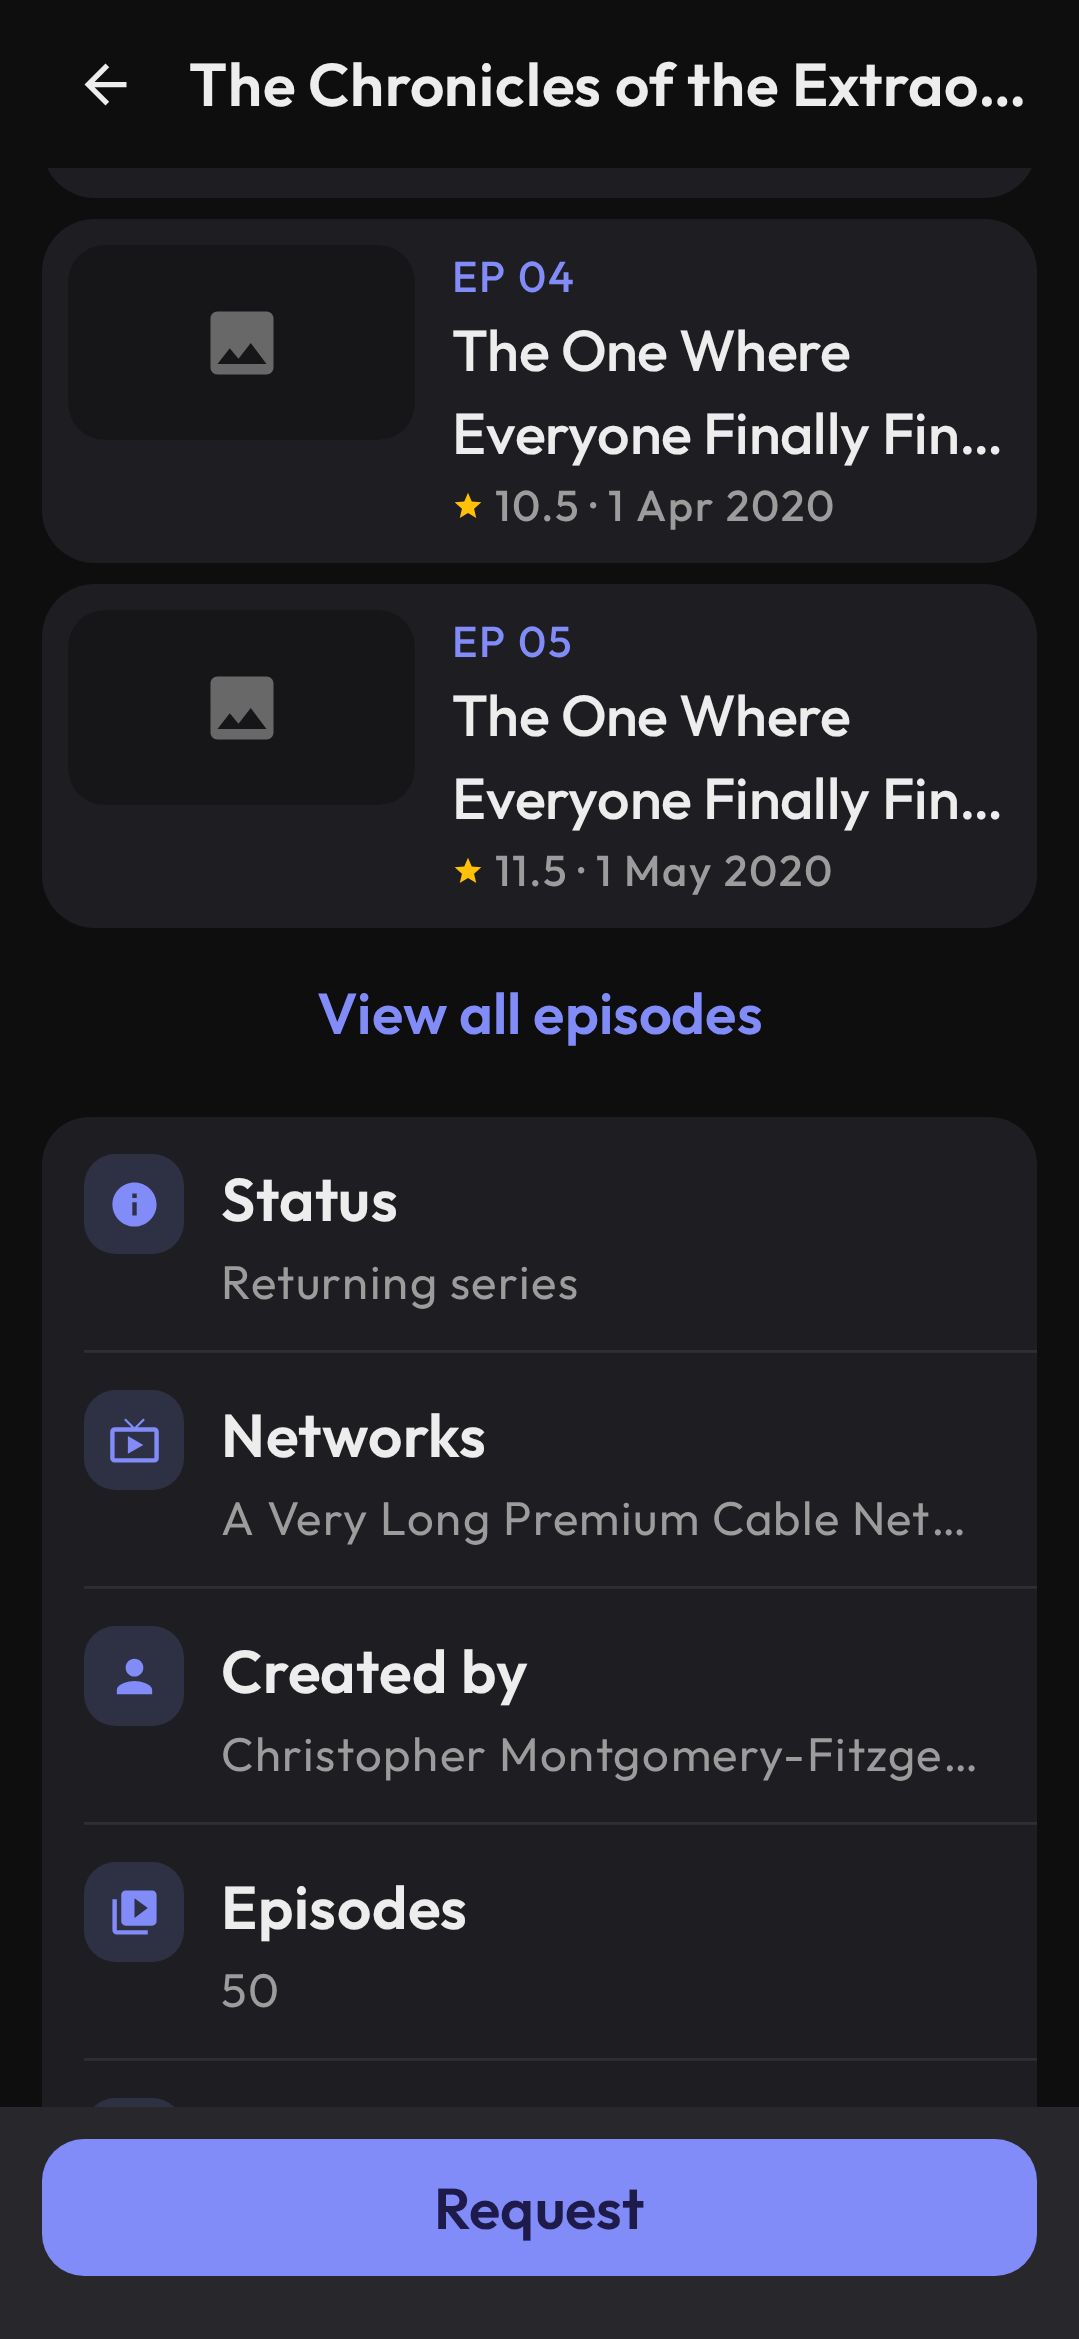 The Chronicles of the Extrao...
EP 04
The One Where
Everyone Finally Fin...
10.5 · 1 Apr 2020
EP 05
The One Where
Everyone Finally Fin...
11.5 · 1 May 2020
View all episodes
Status
Returning series
Networks
A Very Long Premium Cable Net...
Created by
Christopher Montgomery-Fitzge...
Episodes
50
Request